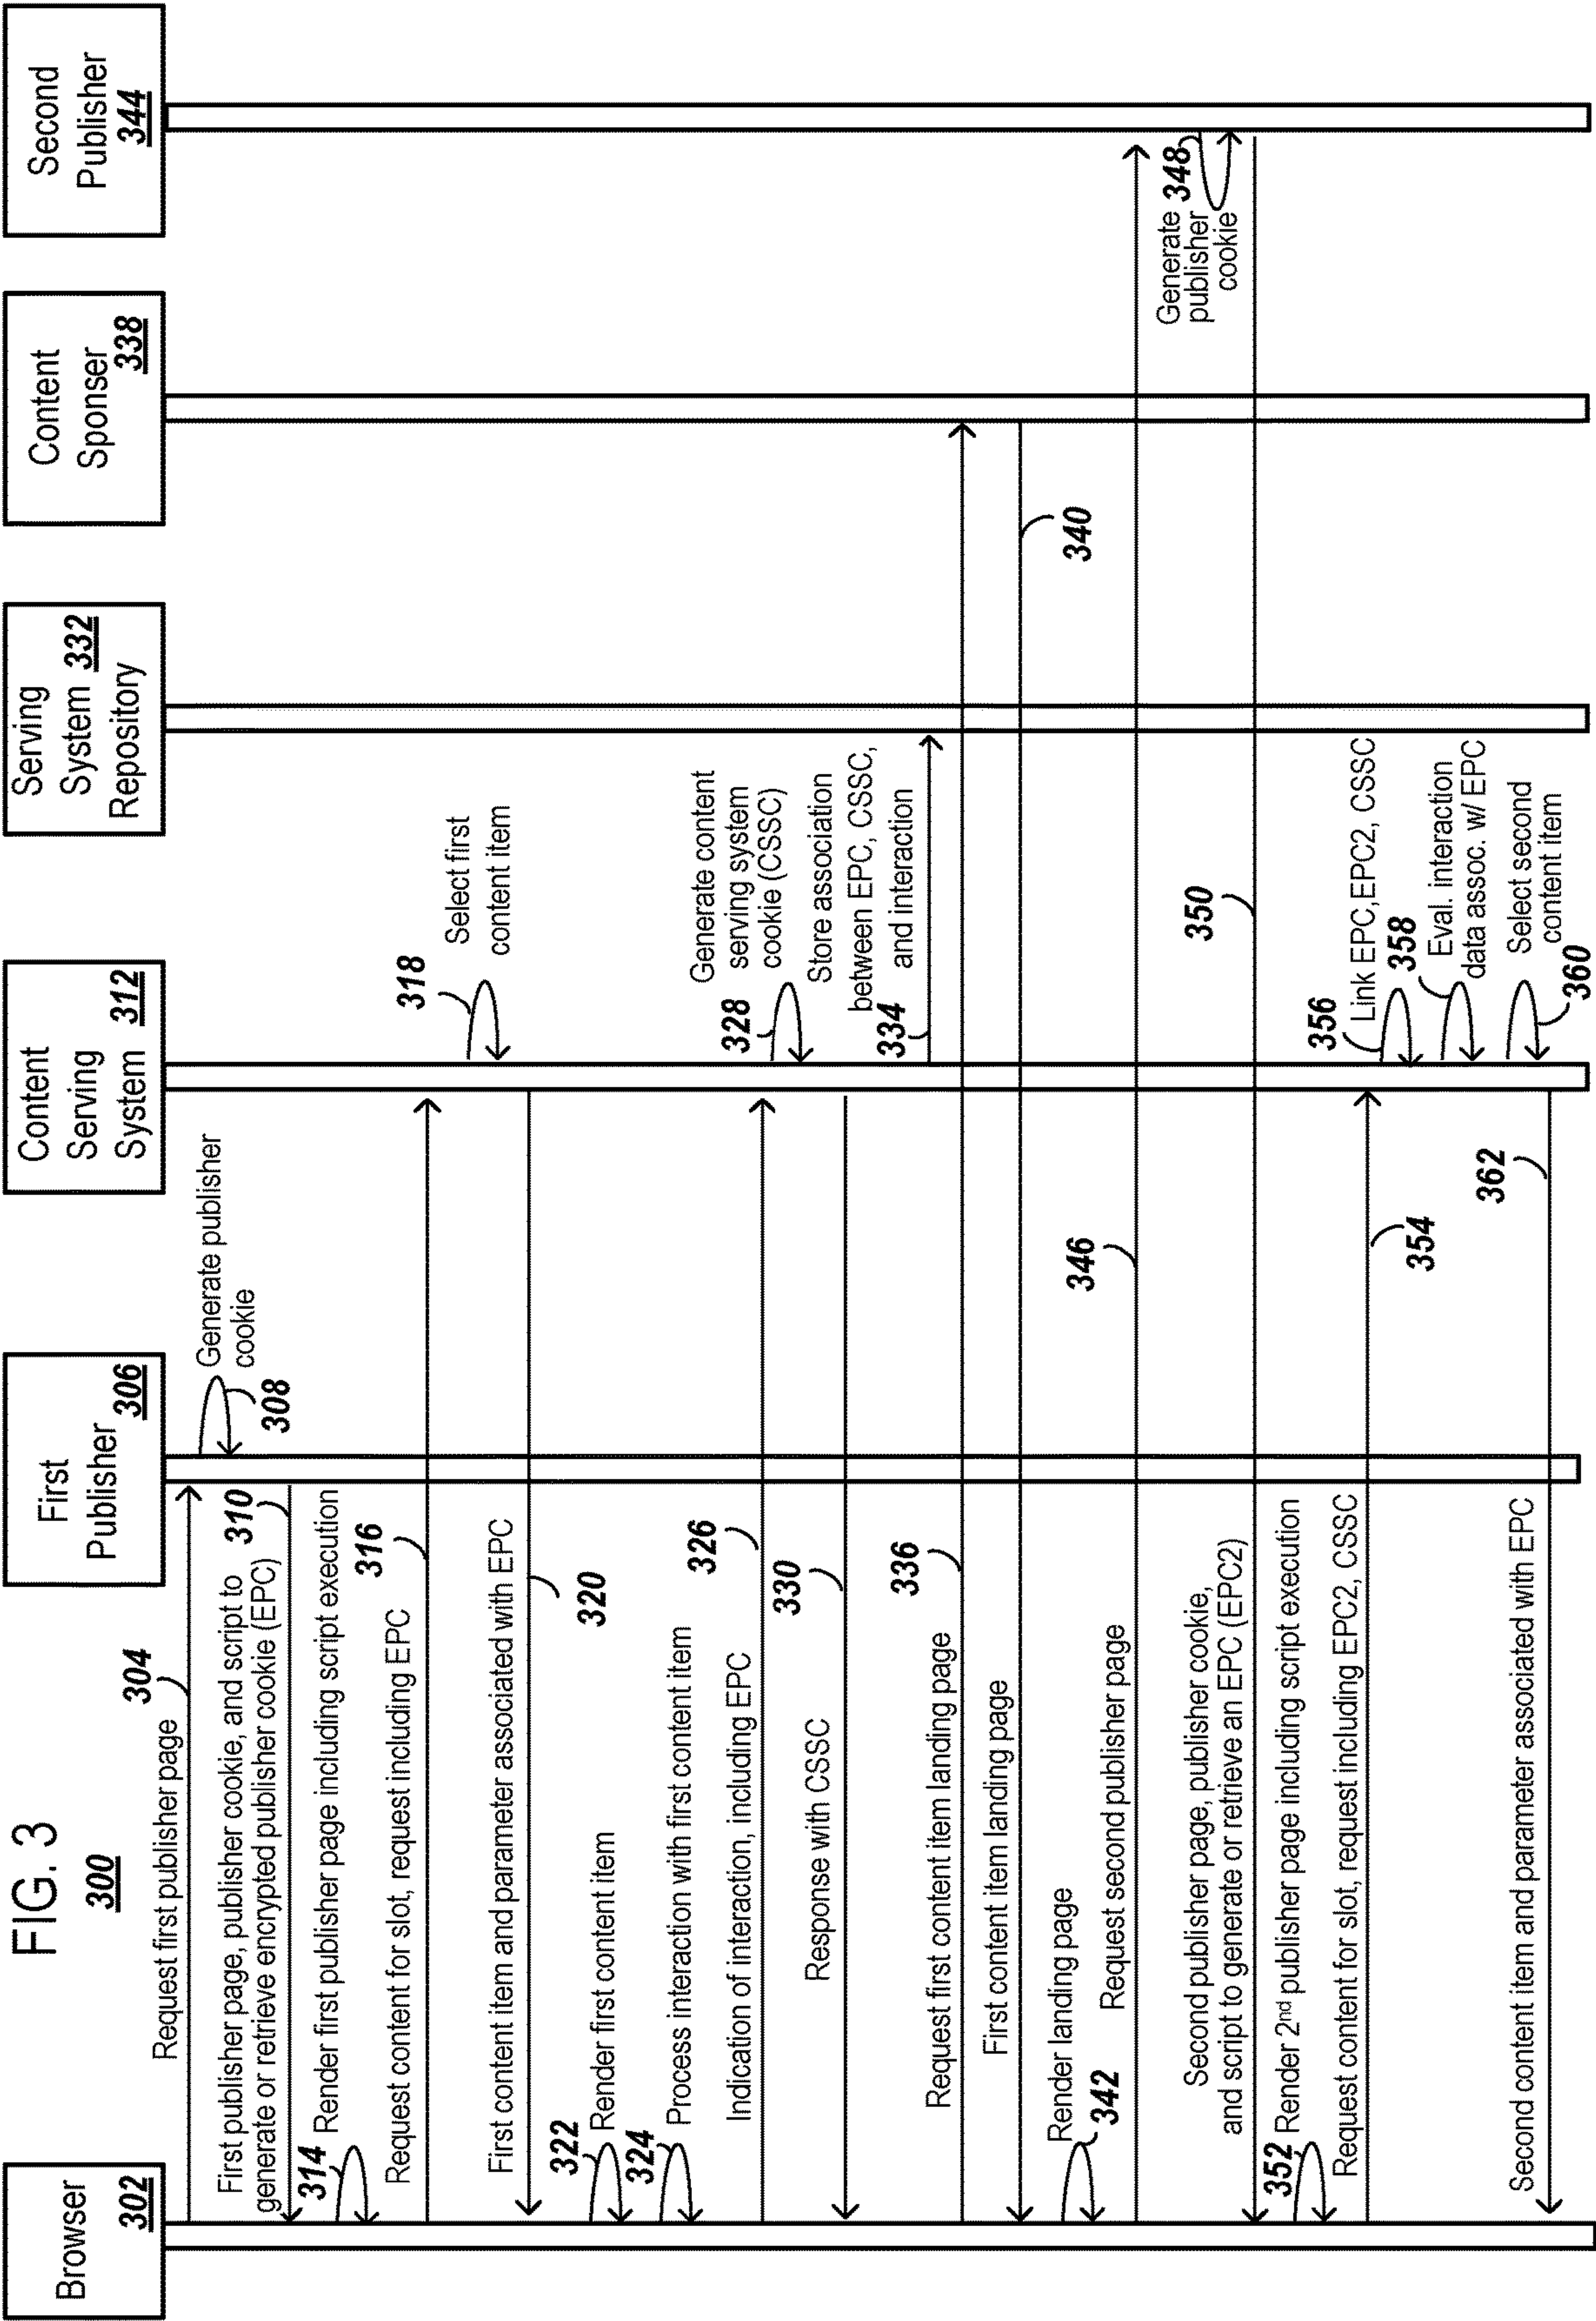 FIG. 3
300
Browser
302
First
Publisher
306
Content
Serving
System
312
Serving
System 332
Repository
Content
Sponser
338
Second
Publisher
344
304
Request first publisher page
Generate publisher
cookie
308
First publisher page, publisher cookie, and script to
generate or retrieve encrypted publisher cookie (EPC)
310
314
Render first publisher page including script execution
316
Request content for slot, request including EPC
318
Select first
content item
First content item and parameter associated with EPC
320
322
Render first content item
324
Process interaction with first content item
326
Indication of interaction, including EPC
328
Generate content
serving system
cookie (CSSC)
330
Response with CSSC
Store association
between EPC, CSSC,
and interaction
334
336
Request first content item landing page
First content item landing page
340
Render landing page
342
346
Request second publisher page
Generate
publisher
cookie
348
Second publisher page, publisher cookie,
and script to generate or retrieve an EPC (EPC2)
350
352
Render 2nd publisher page including script execution
Request content for slot, request including EPC2, CSSC
354
356
Link EPC,EPC2, CSSC
358
Eval. interaction
data assoc. w/ EPC
Select second
content item
360
362
Second content item and parameter associated with EPC